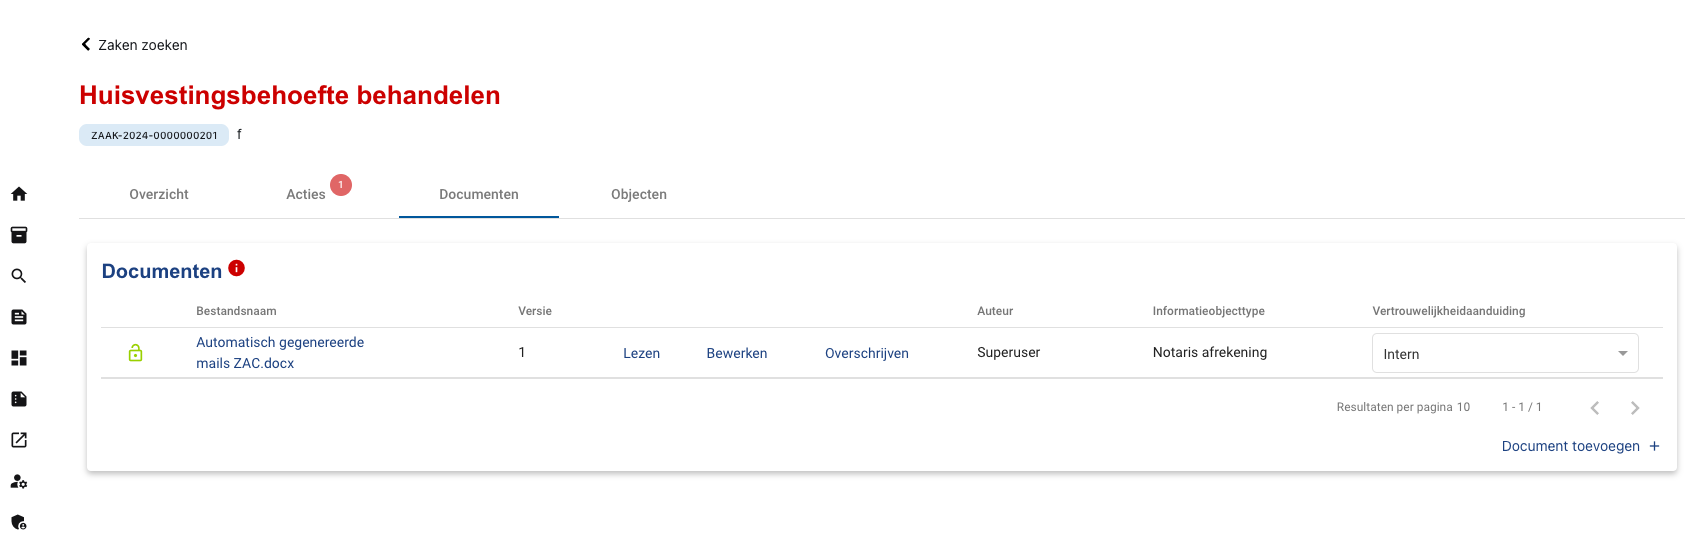 Zaken zoeken
Huisvestingsbehoefte behandelen
ZAAK-2024-0000000201 f
Overzicht Acties 1 Documenten Objecten
Documenten
Bestandsnaam Versie Auteur Informatieobjecttype Vertrouwelijkheidaanduiding
Automatisch gegenereerde
mails ZAC.docx
1 Lezen Bewerken Overschrijven Superuser Notaris afrekening Intern
Resultaten per pagina 10 1 - 1 / 1
Document toevoegen +